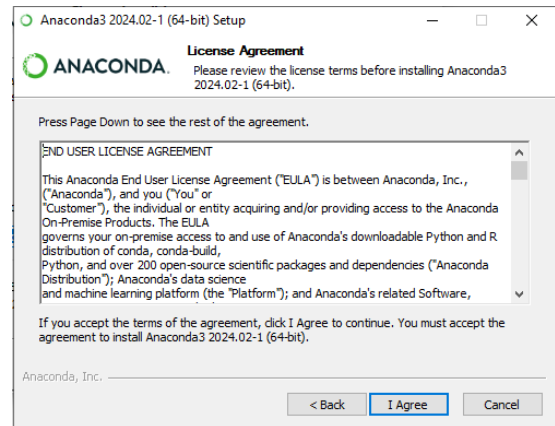 Anaconda3 2024.02-1 (64-bit) Setup
ANACONDA.
License Agreement
Please review the license terms before installing Anaconda3
2024.02-1 (64-bit).
Press Page Down to see the rest of the agreement.
END USER LICENSE AGREEMENT
This Anaconda End User License Agreement ("EULA") is between Anaconda, Inc.,
("Anaconda"), and you ("You" or
"Customer"), the individual or entity acquiring and/or providing access to the Anaconda
On-Premise Products. The EULA
governs your on-premise access to and use of Anaconda's downloadable Python and R
distribution of conda, conda-build,
Python, and over 200 open-source scientific packages and dependencies ("Anaconda
Distribution"); Anaconda's data science
and machine learning platform (the "Platform"); and Anaconda's related Software,
If you accept the terms of the agreement, click I Agree to continue. You must accept the
agreement to install Anaconda3 2024.02-1 (64-bit).
Anaconda, Inc.
< Back
I Agree
Cancel